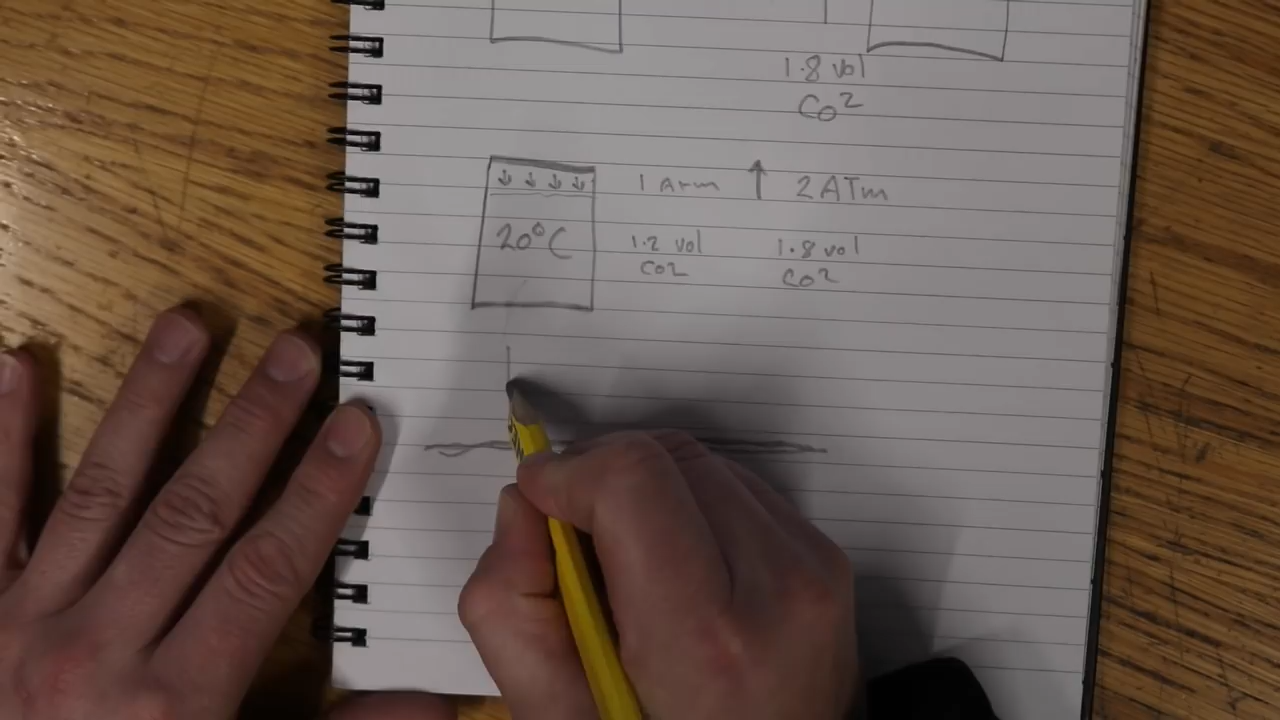 1.8 vol
Co²
1 ATm ↑ 2 ATm
20°C
1.2 vol 1.8 vol
CO2 CO2